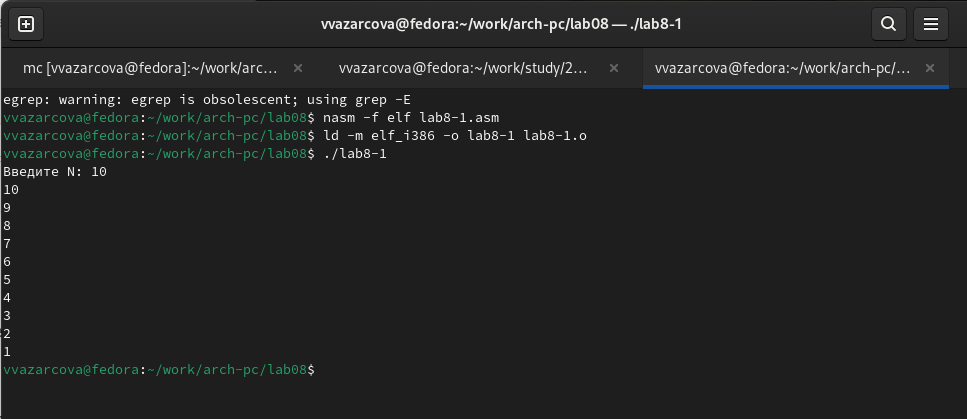 vvazarcova@fedora:~/work/arch-pc/lab08 — ./lab8-1
mc [vvazarcova@fedora]:~/work/arc...
vvazarcova@fedora:~/work/study/2...
vvazarcova@fedora:~/work/arch-pc/...
egrep: warning: egrep is obsolescent; using grep -E
vvazarcova@fedora:~/work/arch-pc/lab08$ nasm -f elf lab8-1.asm
vvazarcova@fedora:~/work/arch-pc/lab08$ ld -m elf_i386 -o lab8-1 lab8-1.o
vvazarcova@fedora:~/work/arch-pc/lab08$ ./lab8-1
Введите N: 10
10
9
8
7
6
5
4
3
2
1
vvazarcova@fedora:~/work/arch-pc/lab08$